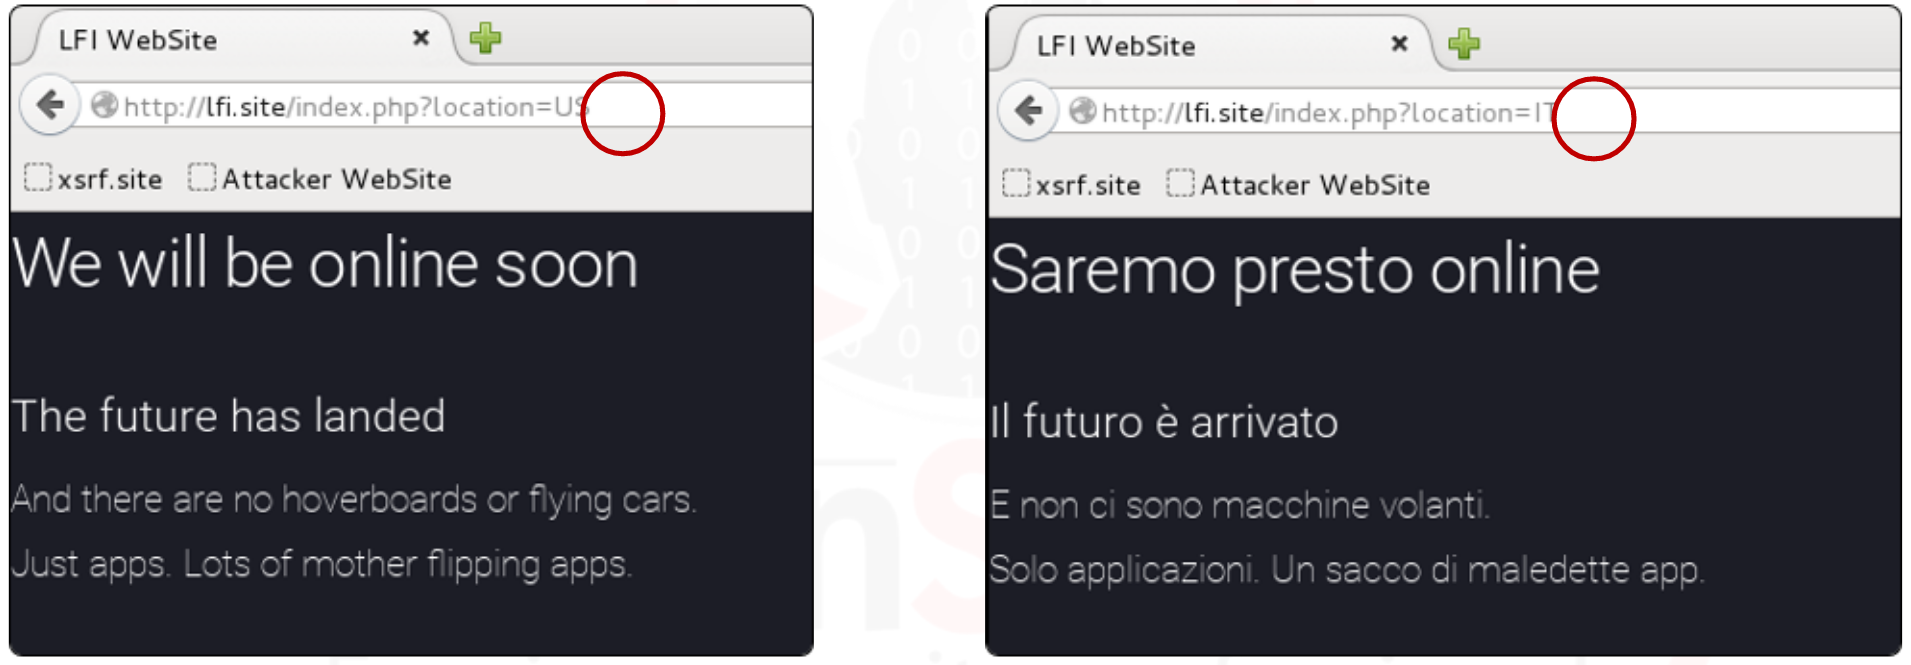 LFI WebSite
http://lfi.site/index.php?location=US
xsrf.site Attacker WebSite
We will be online soon
The future has landed
And there are no hoverboards or flying cars.
Just apps. Lots of mother flipping apps.
LFI WebSite
http://lfi.site/index.php?location=IT
xsrf.site Attacker WebSite
Saremo presto online
Il futuro è arrivato
E non ci sono macchine volanti.
Solo applicazioni. Un sacco di maledette app.